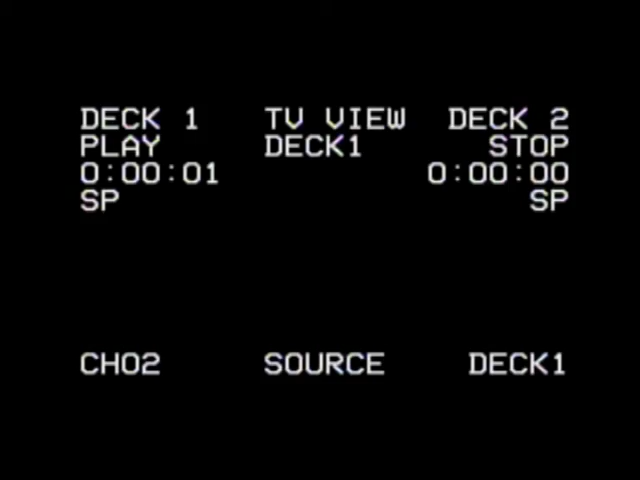 DECK 1 TV VIEW DECK 2
PLAY DECK1 STOP
0:00:01 0:00:00
SP SP
CH02 SOURCE DECK1